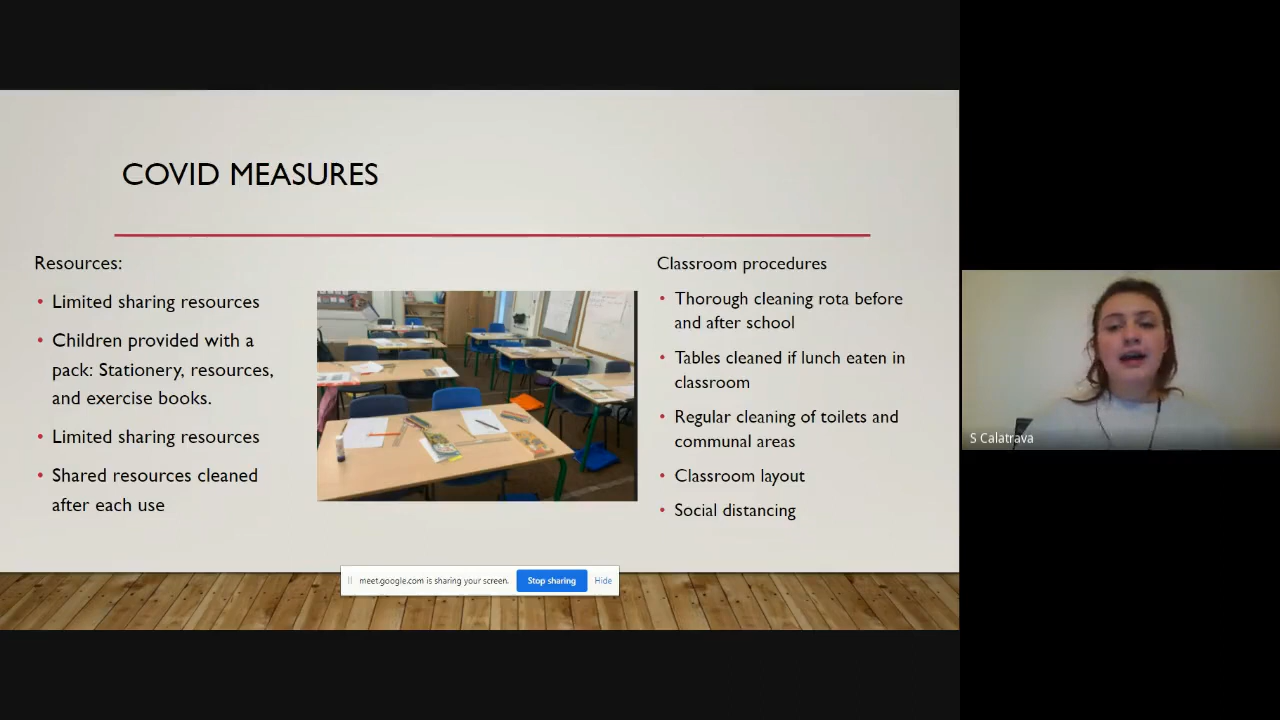 COVID MEASURES
Resources:
• Limited sharing resources
• Children provided with a
pack: Stationery, resources,
and exercise books.
• Limited sharing resources
• Shared resources cleaned
after each use
Classroom procedures
• Thorough cleaning rota before
and after school
• Tables cleaned if lunch eaten in
classroom
• Regular cleaning of toilets and
communal areas
• Classroom layout
• Social distancing
S Calatrava
meet.google.com is sharing your screen. Stop sharing Hide